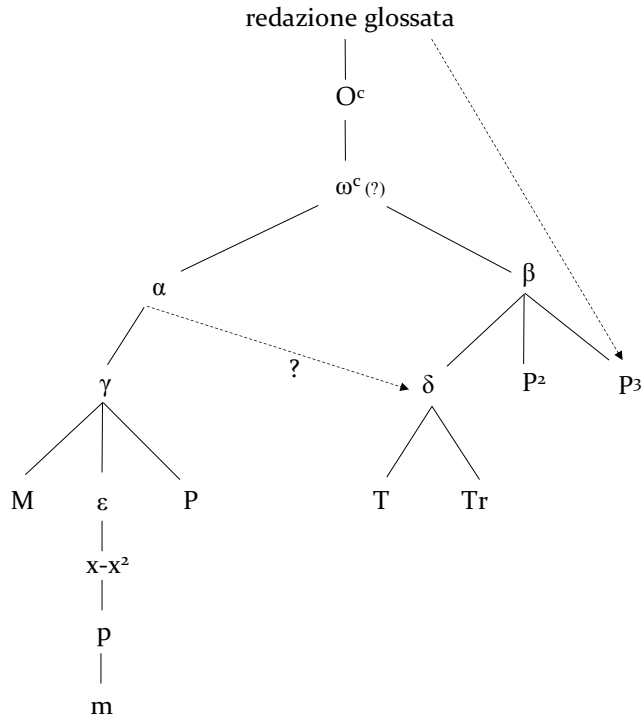 redazione glossata
Oᶜ
ωᶜ (?)
α
β
?
γ
δ
P²
P³
M
ε
P
T
Tr
x-x²
p
m